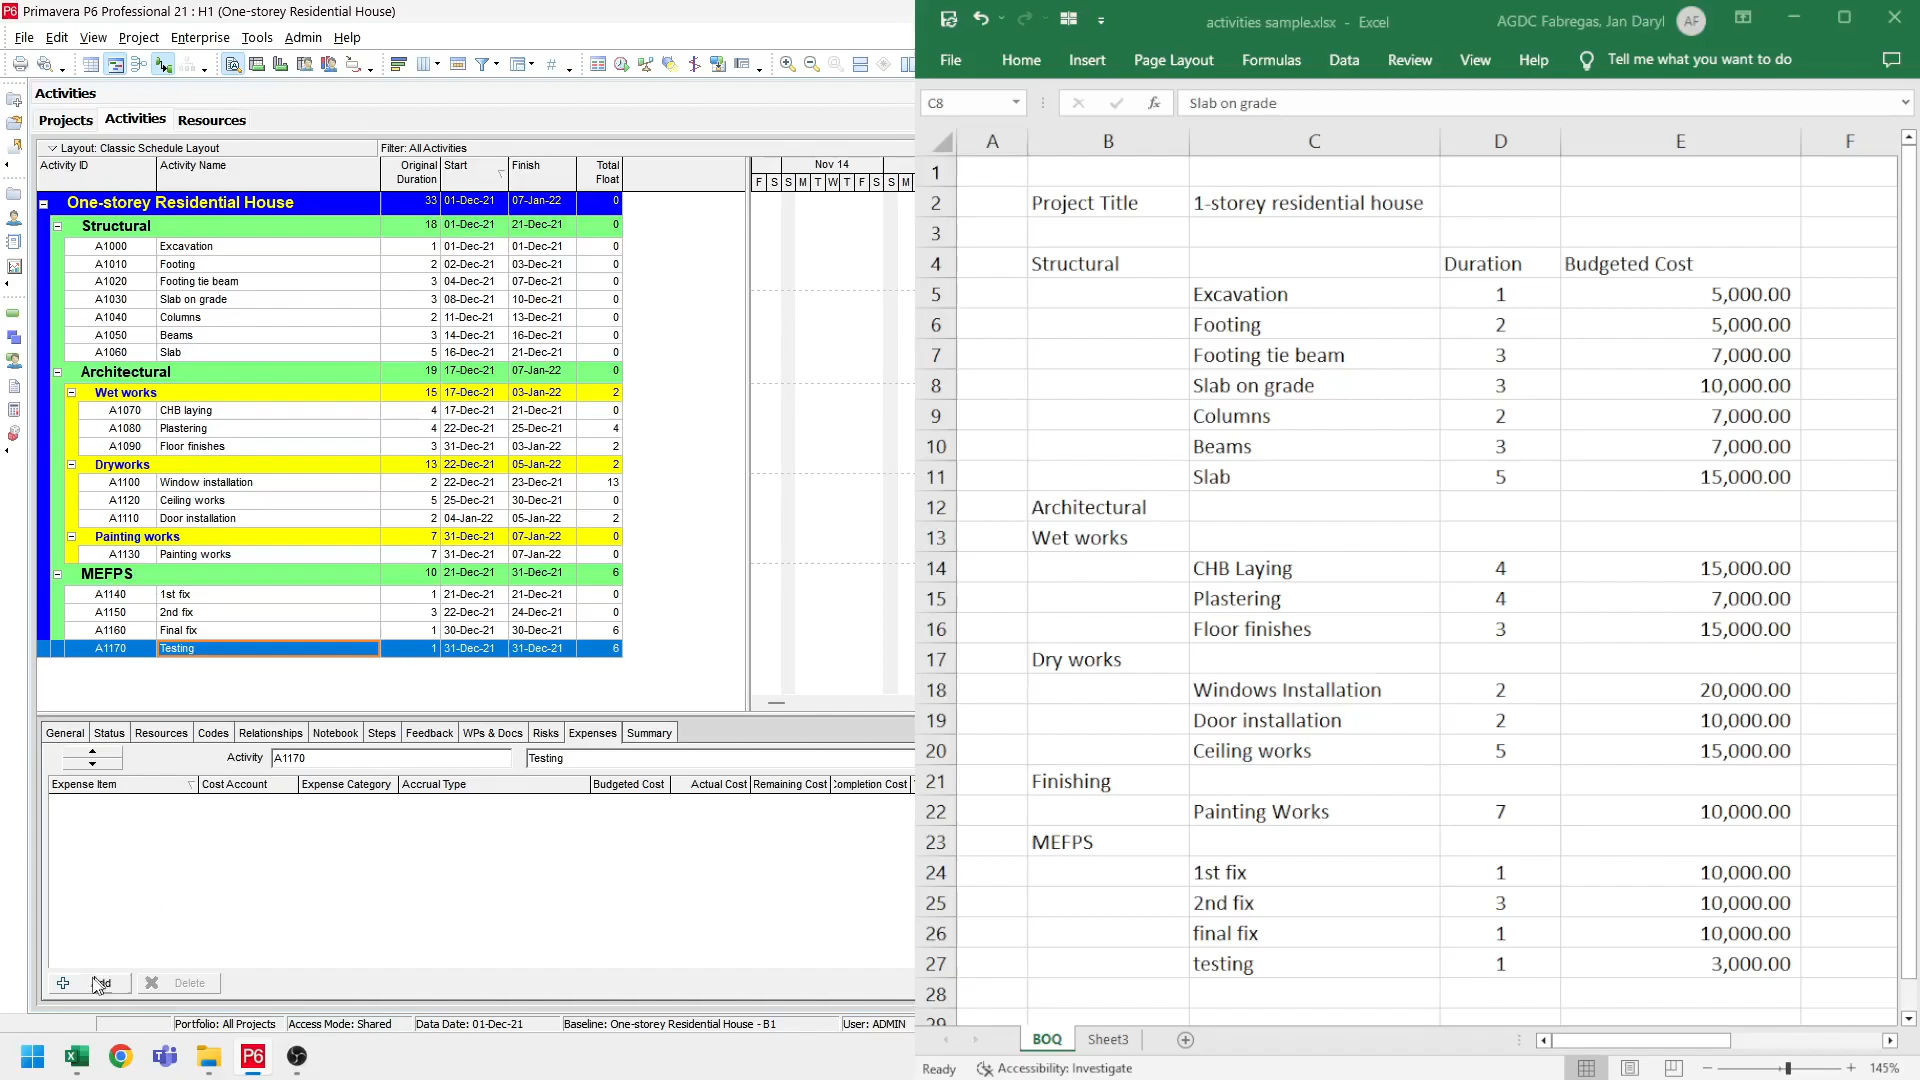 Primavera P6 Professional 21 : H1 (One-storey Residential House)
File Edit View Project Enterprise Tools Admin Help
Activities
Projects Activities Resources
Layout: Classic Schedule Layout Filter: All Activities
Activity ID Activity Name Original Duration Start Finish Total Float
Nov 14
F S S M T W T F S S M
One-storey Residential House 33 01-Dec-21 07-Jan-22 0
Structural 18 01-Dec-21 21-Dec-21 0
A1000 Excavation 1 01-Dec-21 01-Dec-21 0
A1010 Footing 2 02-Dec-21 03-Dec-21 0
A1020 Footing tie beam 3 04-Dec-21 07-Dec-21 0
A1030 Slab on grade 3 08-Dec-21 10-Dec-21 0
A1040 Columns 2 11-Dec-21 13-Dec-21 0
A1050 Beams 3 14-Dec-21 16-Dec-21 0
A1060 Slab 5 16-Dec-21 21-Dec-21 0
Architectural 19 17-Dec-21 07-Jan-22 0
Wet works 15 17-Dec-21 03-Jan-22 2
A1070 CHB laying 4 17-Dec-21 21-Dec-21 0
A1080 Plastering 4 22-Dec-21 25-Dec-21 4
A1090 Floor finishes 3 31-Dec-21 03-Jan-22 2
Dryworks 13 22-Dec-21 05-Jan-22 2
A1100 Window installation 2 22-Dec-21 23-Dec-21 13
A1120 Ceiling works 5 25-Dec-21 30-Dec-21 0
A1110 Door installation 2 04-Jan-22 05-Jan-22 2
Painting works 7 31-Dec-21 07-Jan-22 0
A1130 Painting works 7 31-Dec-21 07-Jan-22 0
MEFPS 10 21-Dec-21 31-Dec-21 6
A1140 1st fix 1 21-Dec-21 21-Dec-21 0
A1150 2nd fix 3 22-Dec-21 24-Dec-21 0
A1160 Final fix 1 30-Dec-21 30-Dec-21 6
A1170 Testing 1 31-Dec-21 31-Dec-21 6
General Status Resources Codes Relationships Notebook Steps Feedback WPs & Docs Risks Expenses Summary
Activity A1170 Testing
Expense Item Cost Account Expense Category Accrual Type Budgeted Cost Actual Cost Remaining Cost Completion Cost
Delete
Portfolio: All Projects Access Mode: Shared Data Date: 01-Dec-21 Baseline: One-storey Residential House - B1 User: ADMIN
P6
activities sample.xlsx - Excel AGDC Fabregas, Jan Daryl AF
File Home Insert Page Layout Formulas Data Review View Help Tell me what you want to do
C8 fx Slab on grade
A B C D E F
1
2 Project Title 1-storey residential house
3
4 Structural Duration Budgeted Cost
5 Excavation 1 5,000.00
6 Footing 2 5,000.00
7 Footing tie beam 3 7,000.00
8 Slab on grade 3 10,000.00
9 Columns 2 7,000.00
10 Beams 3 7,000.00
11 Slab 5 15,000.00
12 Architectural
13 Wet works
14 CHB Laying 4 15,000.00
15 Plastering 4 7,000.00
16 Floor finishes 3 15,000.00
17 Dry works
18 Windows Installation 2 20,000.00
19 Door installation 2 10,000.00
20 Ceiling works 5 15,000.00
21 Finishing
22 Painting Works 7 10,000.00
23 MEFPS
24 1st fix 1 10,000.00
25 2nd fix 3 10,000.00
26 final fix 1 10,000.00
27 testing 1 3,000.00
28
29
BOQ Sheet3
Ready Accessibility: Investigate 145%